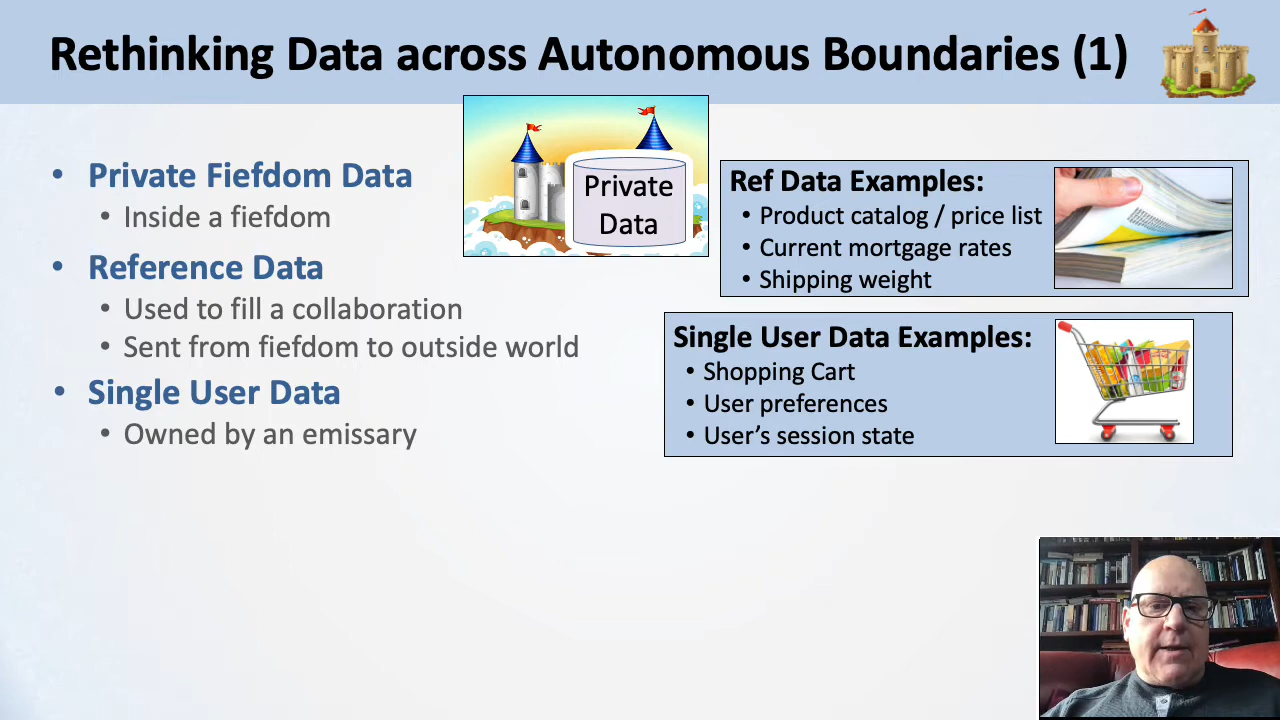 Rethinking Data across Autonomous Boundaries (1)
• Private Fiefdom Data
• Inside a fiefdom
• Reference Data
• Used to fill a collaboration
• Sent from fiefdom to outside world
• Single User Data
• Owned by an emissary
Private
Data
Ref Data Examples:
• Product catalog / price list
• Current mortgage rates
• Shipping weight
Single User Data Examples:
• Shopping Cart
• User preferences
• User’s session state